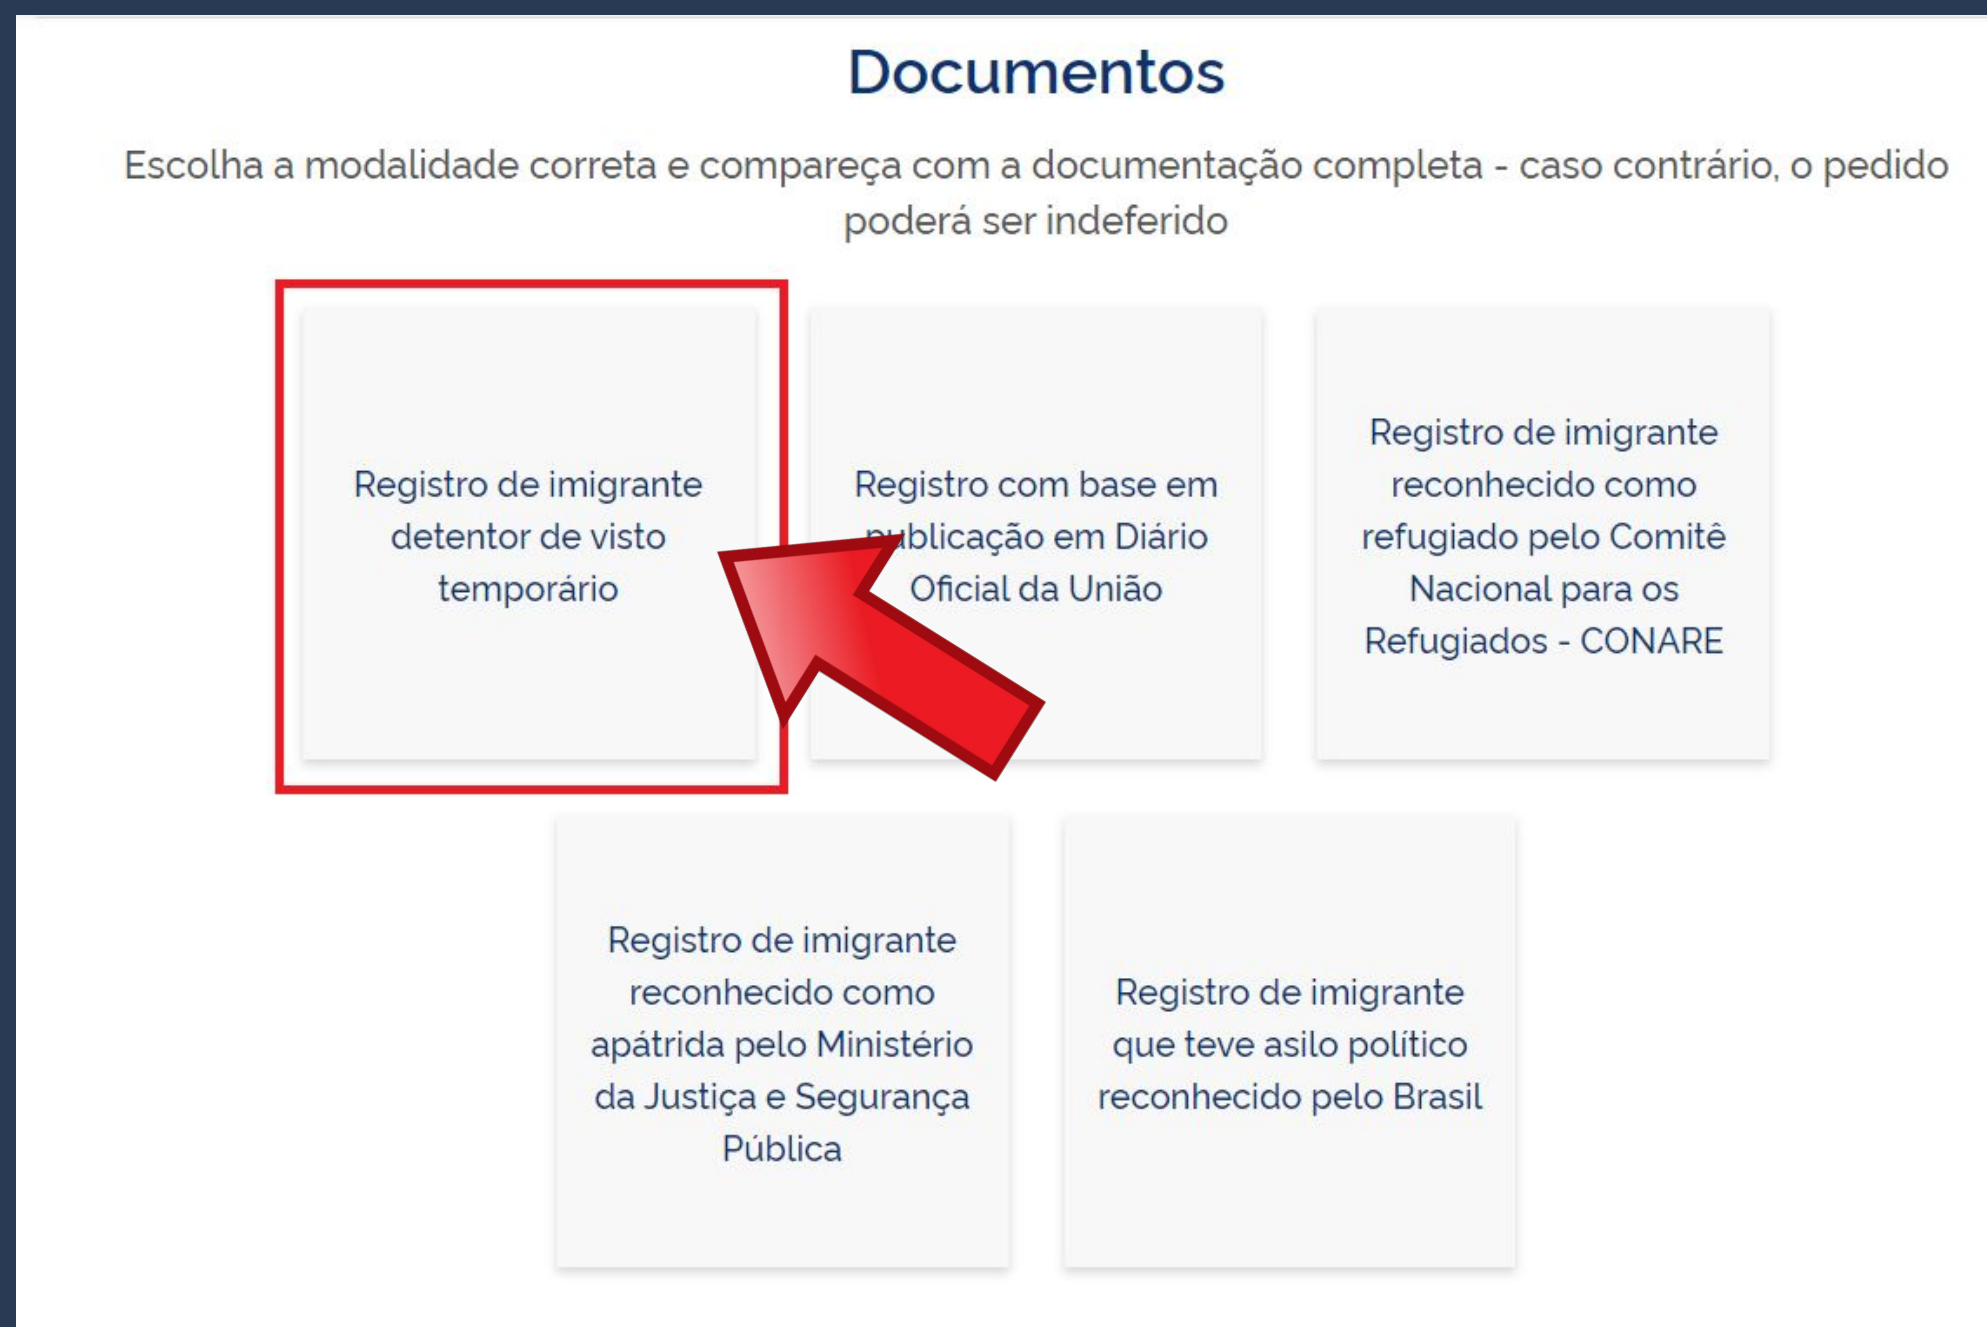 Documentos
Escolha a modalidade correta e compareça com a documentação completa - caso contrário, o pedido
poderá ser indeferido
Registro de imigrante
detentor de visto
temporário
Registro com base em
publicação em Diário
Oficial da União
Registro de imigrante
reconhecido como
refugiado pelo Comitê
Nacional para os
Refugiados - CONARE
Registro de imigrante
reconhecido como
apátrida pelo Ministério
da Justiça e Segurança
Pública
Registro de imigrante
que teve asilo político
reconhecido pelo Brasil